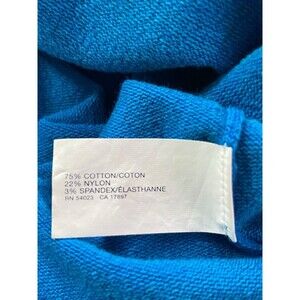 75% COTTON/COTON
22% NYLON
3% SPANDEX/ÉLASTHANNE
RN 54023 CA 17897